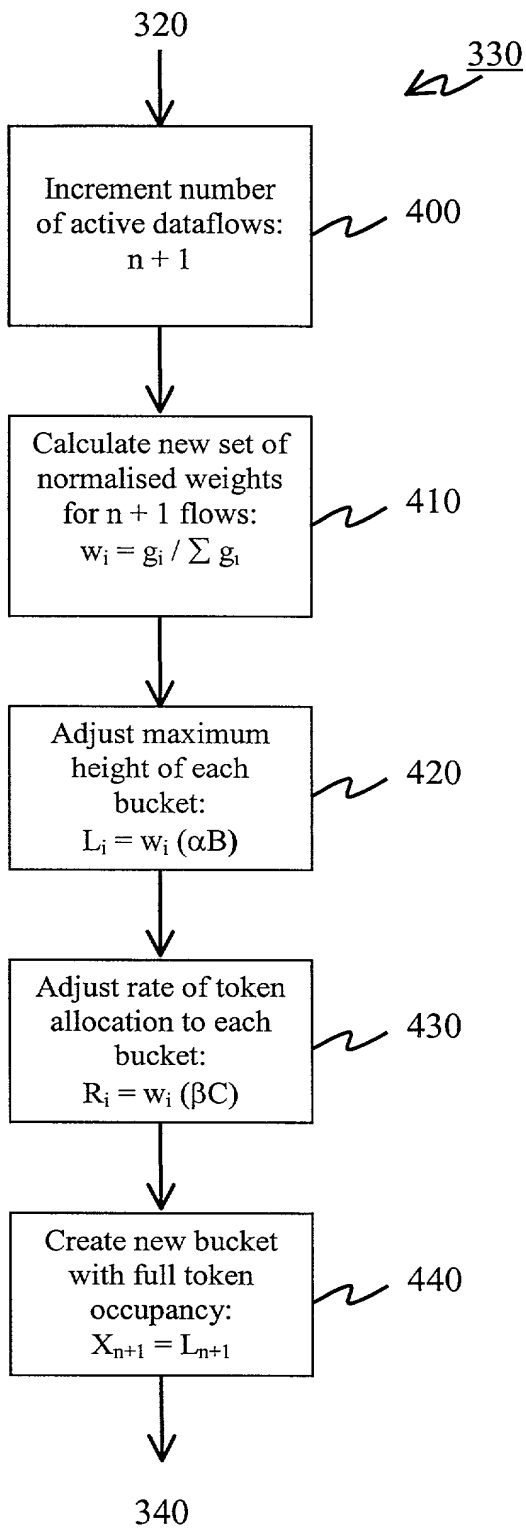 320
330
Increment number
of active dataflows:
n + 1
400
Calculate new set of
normalised weights
for n + 1 flows:
wᵢ = gᵢ / Σ gᵢ
410
Adjust maximum
height of each
bucket:
Lᵢ = wᵢ (αB)
420
Adjust rate of token
allocation to each
bucket:
Rᵢ = wᵢ (βC)
430
Create new bucket
with full token
occupancy:
Xₙ₊₁ = Lₙ₊₁
440
340